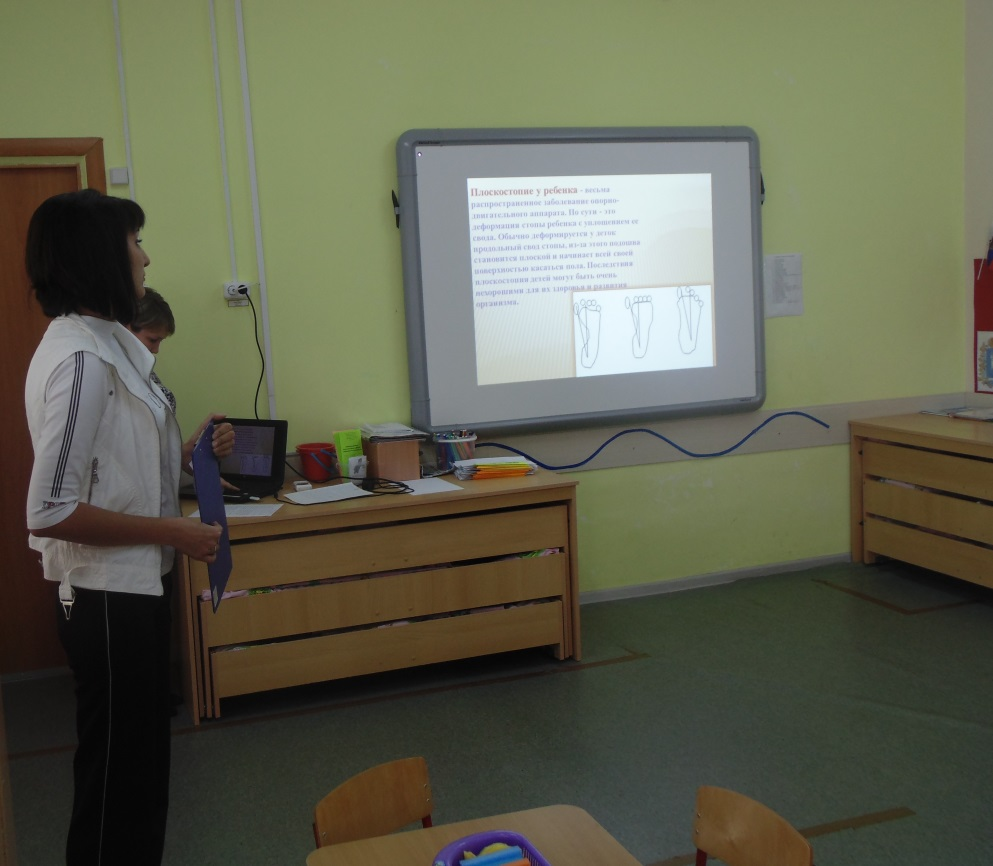 Плоскостопие у ребенка - весьма
распространенное заболевание опорно-
двигательного аппарата. По сути - это
деформация стопы ребенка с уплощением ее
свода. Обычно деформируется у деток
продольный свод стопы, из-за этого подошва
становится плоской и начинает всей своей
поверхностью касаться пола. Последствия
плоскостопия детей могут быть очень
нехорошими для их здоровья и развития
организма.